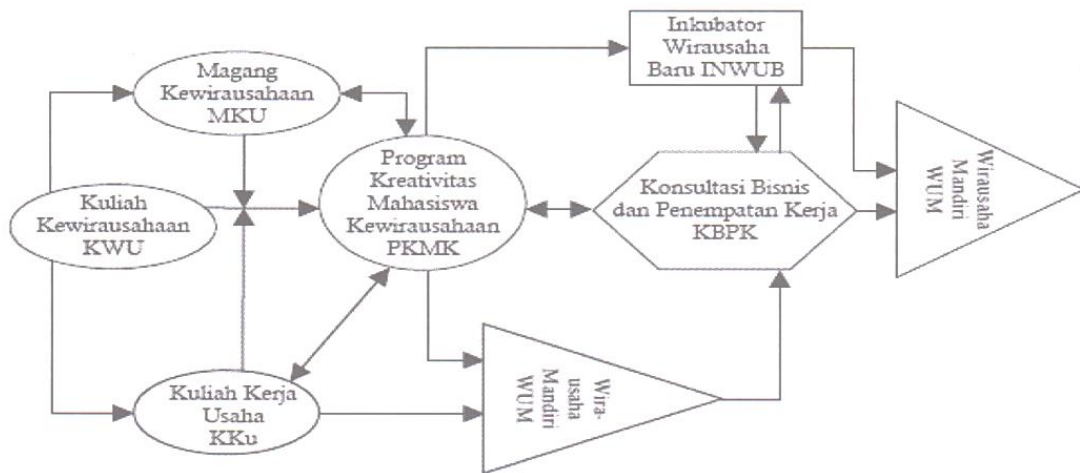 Inkubator
Wirausaha
Baru INWUB
Magang
Kewirausahaan
MKU
Program
Kreativitas
Mahasiswa
Kewirausahaan
PKMK
Kuliah
Kewirausahaan
KWU
Konsultasi Bisnis
dan Penempatan Kerja
KBPK
Wirausaha
Mandiri
WUM
Kuliah Kerja
Usaha
KKu
Wira-
usaha
Mandiri
WUM